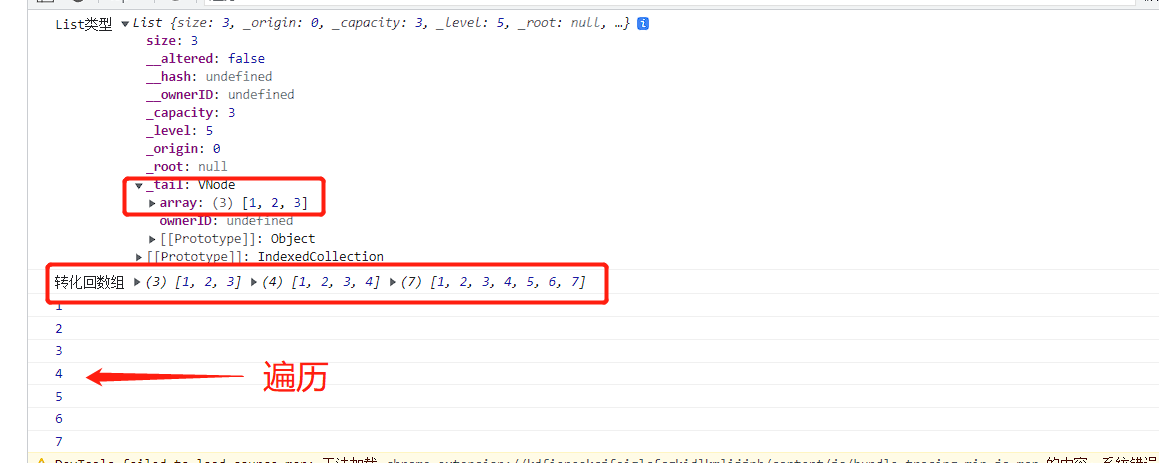 List类型 ▼List {size: 3, _origin: 0, _capacity: 3, _level: 5, _root: null, …} i
size: 3
__altered: false
__hash: undefined
__ownerID: undefined
_capacity: 3
_level: 5
_origin: 0
_root: null
▼_tail: VNode
▶array: (3) [1, 2, 3]
ownerID: undefined
▶[[Prototype]]: Object
▶[[Prototype]]: IndexedCollection
转化回数组 ▶(3) [1, 2, 3] ▶(4) [1, 2, 3, 4] ▶(7) [1, 2, 3, 4, 5, 6, 7]
1
2
3
4 遍历
5
6
7
DevTools failed to load source map: 无法加载
的内容